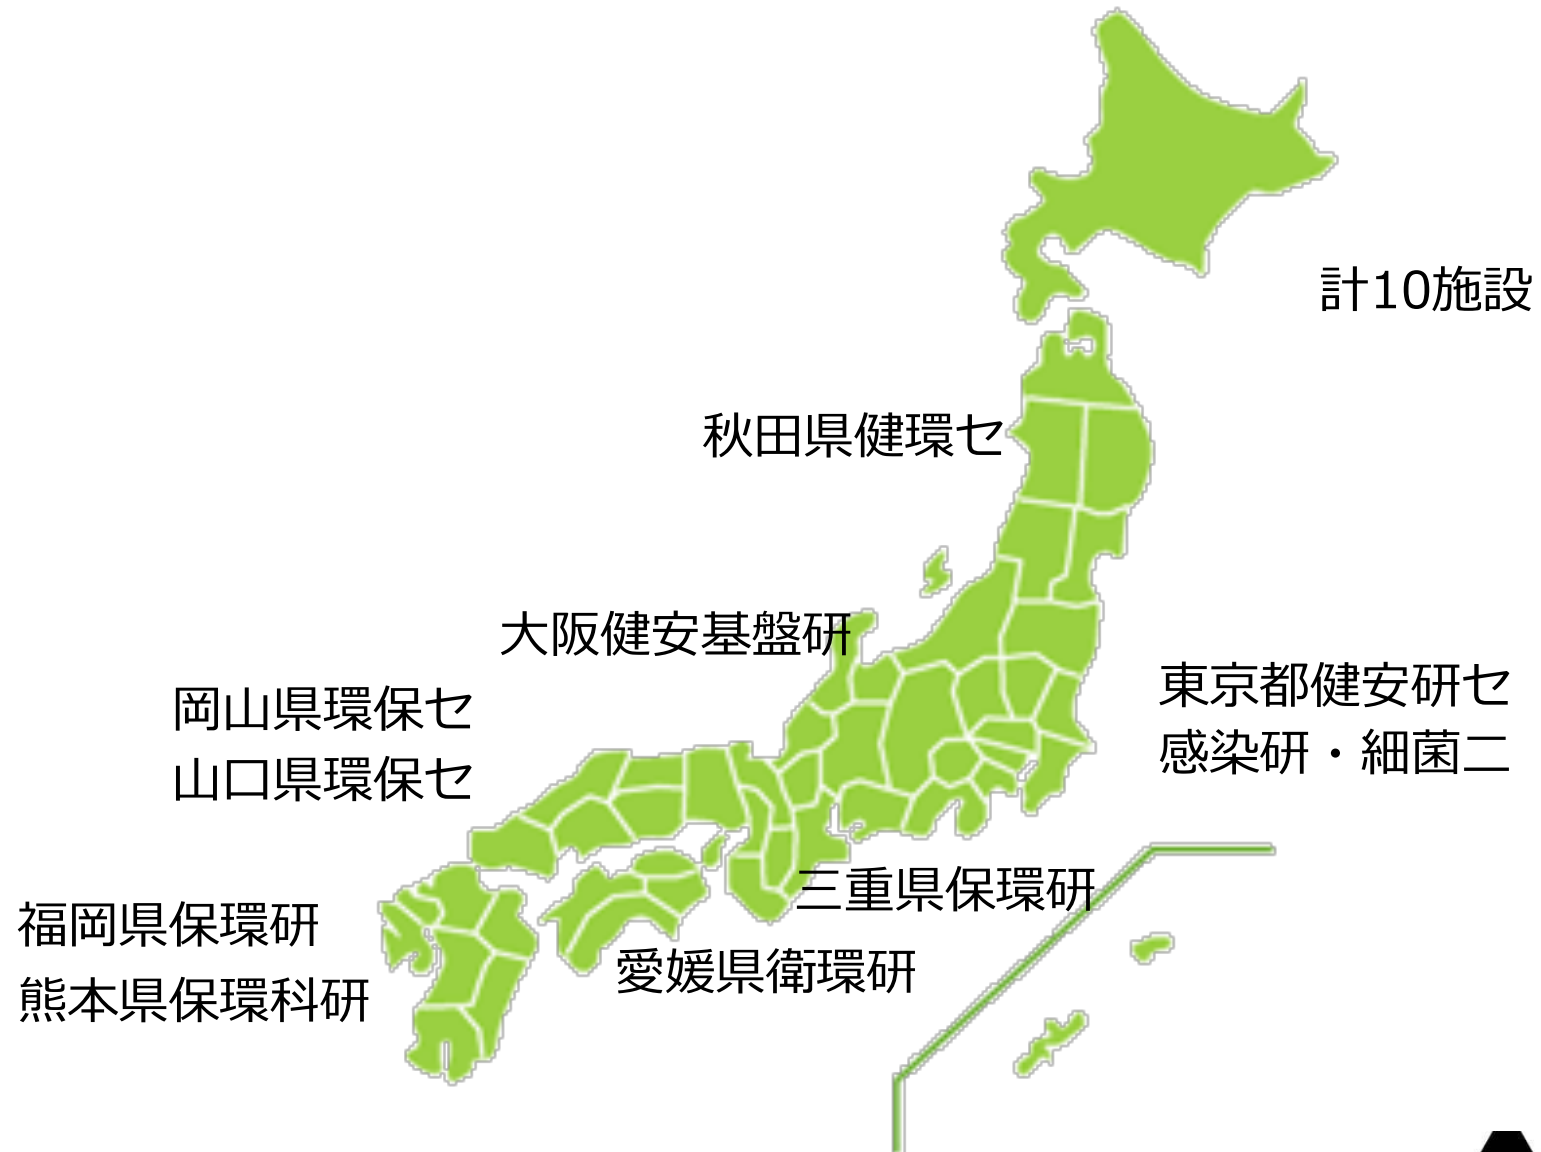 計10施設
秋田県健環セ
大阪健安基盤研
東京都健安研セ
感染研・細菌二
岡山県環保セ
山口県環保セ
三重県保環研
福岡県保環研
愛媛県衛環研
熊本県保環科研